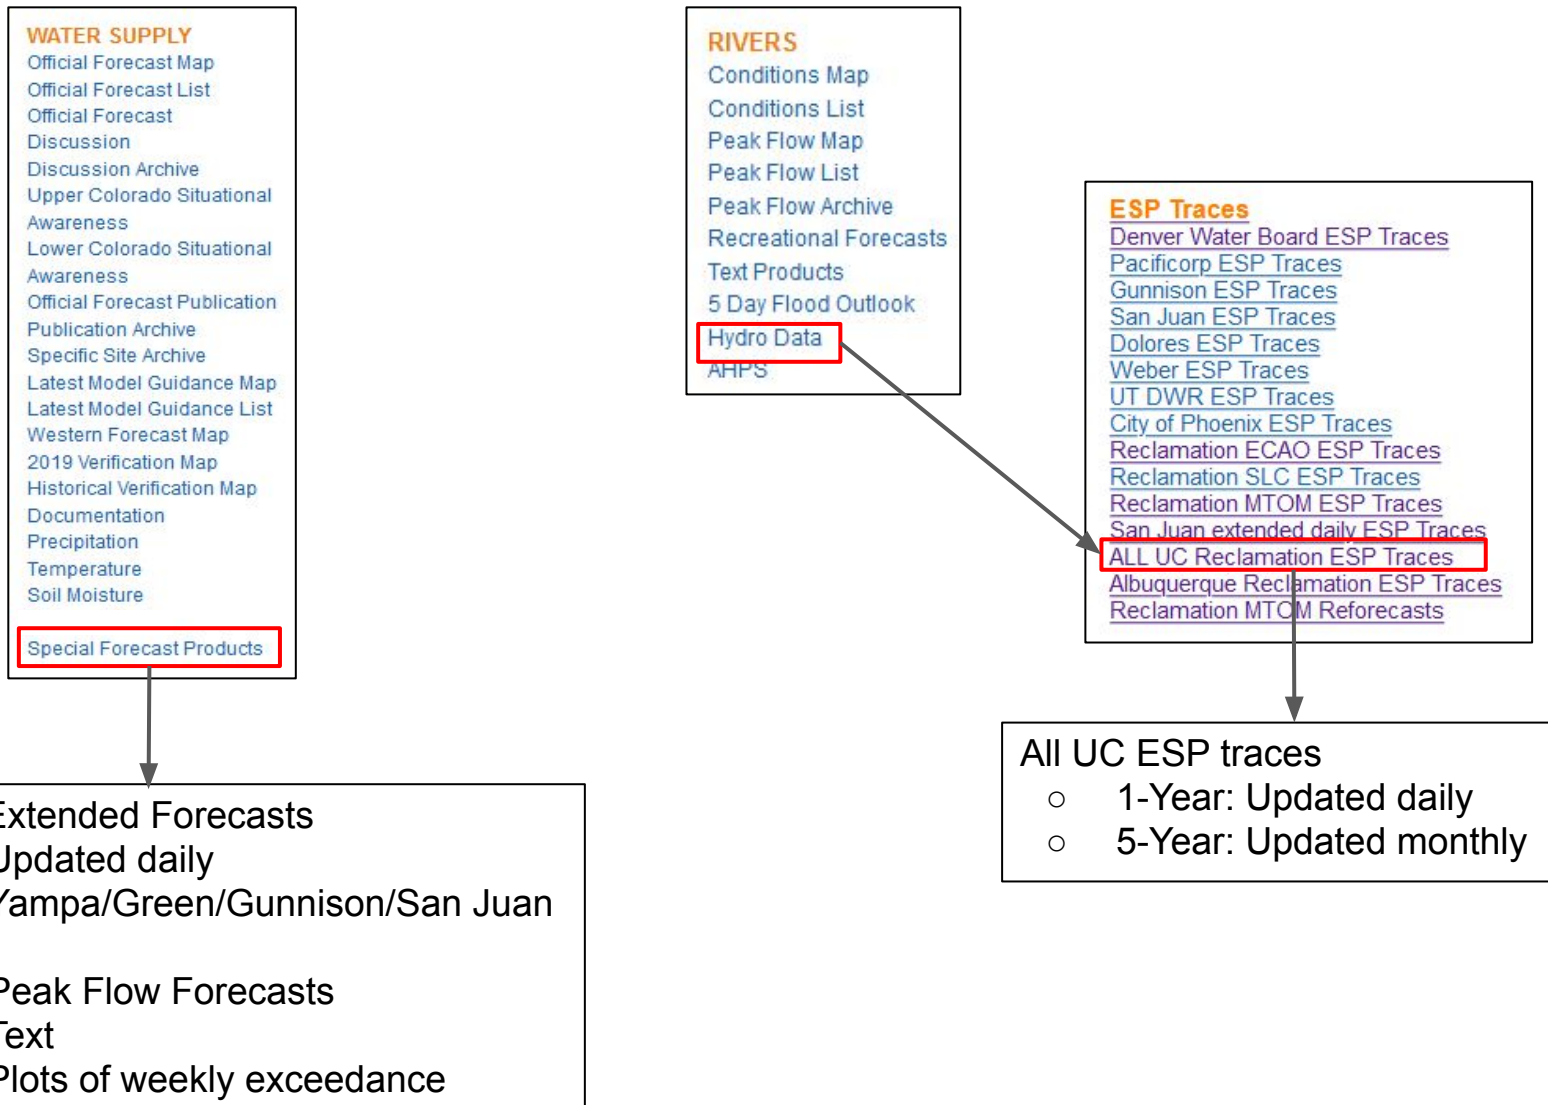 WATER SUPPLY
Official Forecast Map
Official Forecast List
Official Forecast
Discussion
Discussion Archive
Upper Colorado Situational
Awareness
Lower Colorado Situational
Awareness
Official Forecast Publication
Publication Archive
Specific Site Archive
Latest Model Guidance Map
Latest Model Guidance List
Western Forecast Map
2019 Verification Map
Historical Verification Map
Documentation
Precipitation
Temperature
Soil Moisture
Special Forecast Products
Extended Forecasts
Updated daily
Yampa/Green/Gunnison/San Juan
Peak Flow Forecasts
Text
Plots of weekly exceedance
RIVERS
Conditions Map
Conditions List
Peak Flow Map
Peak Flow List
Peak Flow Archive
Recreational Forecasts
Text Products
5 Day Flood Outlook
Hydro Data
AHPS
ESP Traces
Denver Water Board ESP Traces
Pacificorp ESP Traces
Gunnison ESP Traces
San Juan ESP Traces
Dolores ESP Traces
Weber ESP Traces
UT DWR ESP Traces
City of Phoenix ESP Traces
Reclamation ECAO ESP Traces
Reclamation SLC ESP Traces
Reclamation MTOM ESP Traces
San Juan extended daily ESP Traces
ALL UC Reclamation ESP Traces
Albuquerque Reclamation ESP Traces
Reclamation MTOM Reforecasts
All UC ESP traces
○ 1-Year: Updated daily
○ 5-Year: Updated monthly